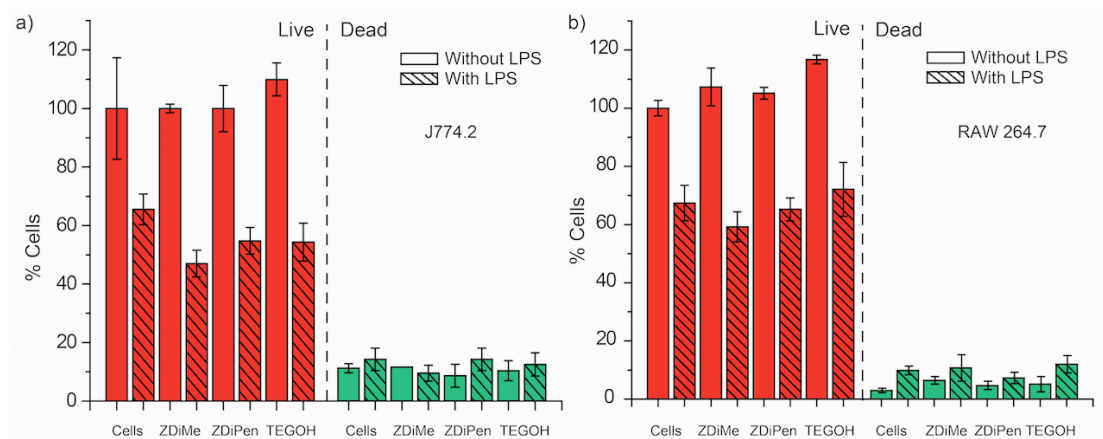 a)
Live
Dead
Without LPS
With LPS
J774.2
% Cells
120
100
80
60
40
20
0
Cells ZDiMe ZDiPen TEGOH Cells ZDiMe ZDiPen TEGOH
b)
Live
Dead
Without LPS
With LPS
RAW 264.7
% Cells
120
100
80
60
40
20
0
Cells ZDiMe ZDiPen TEGOH Cells ZDiMe ZDiPen TEGOH